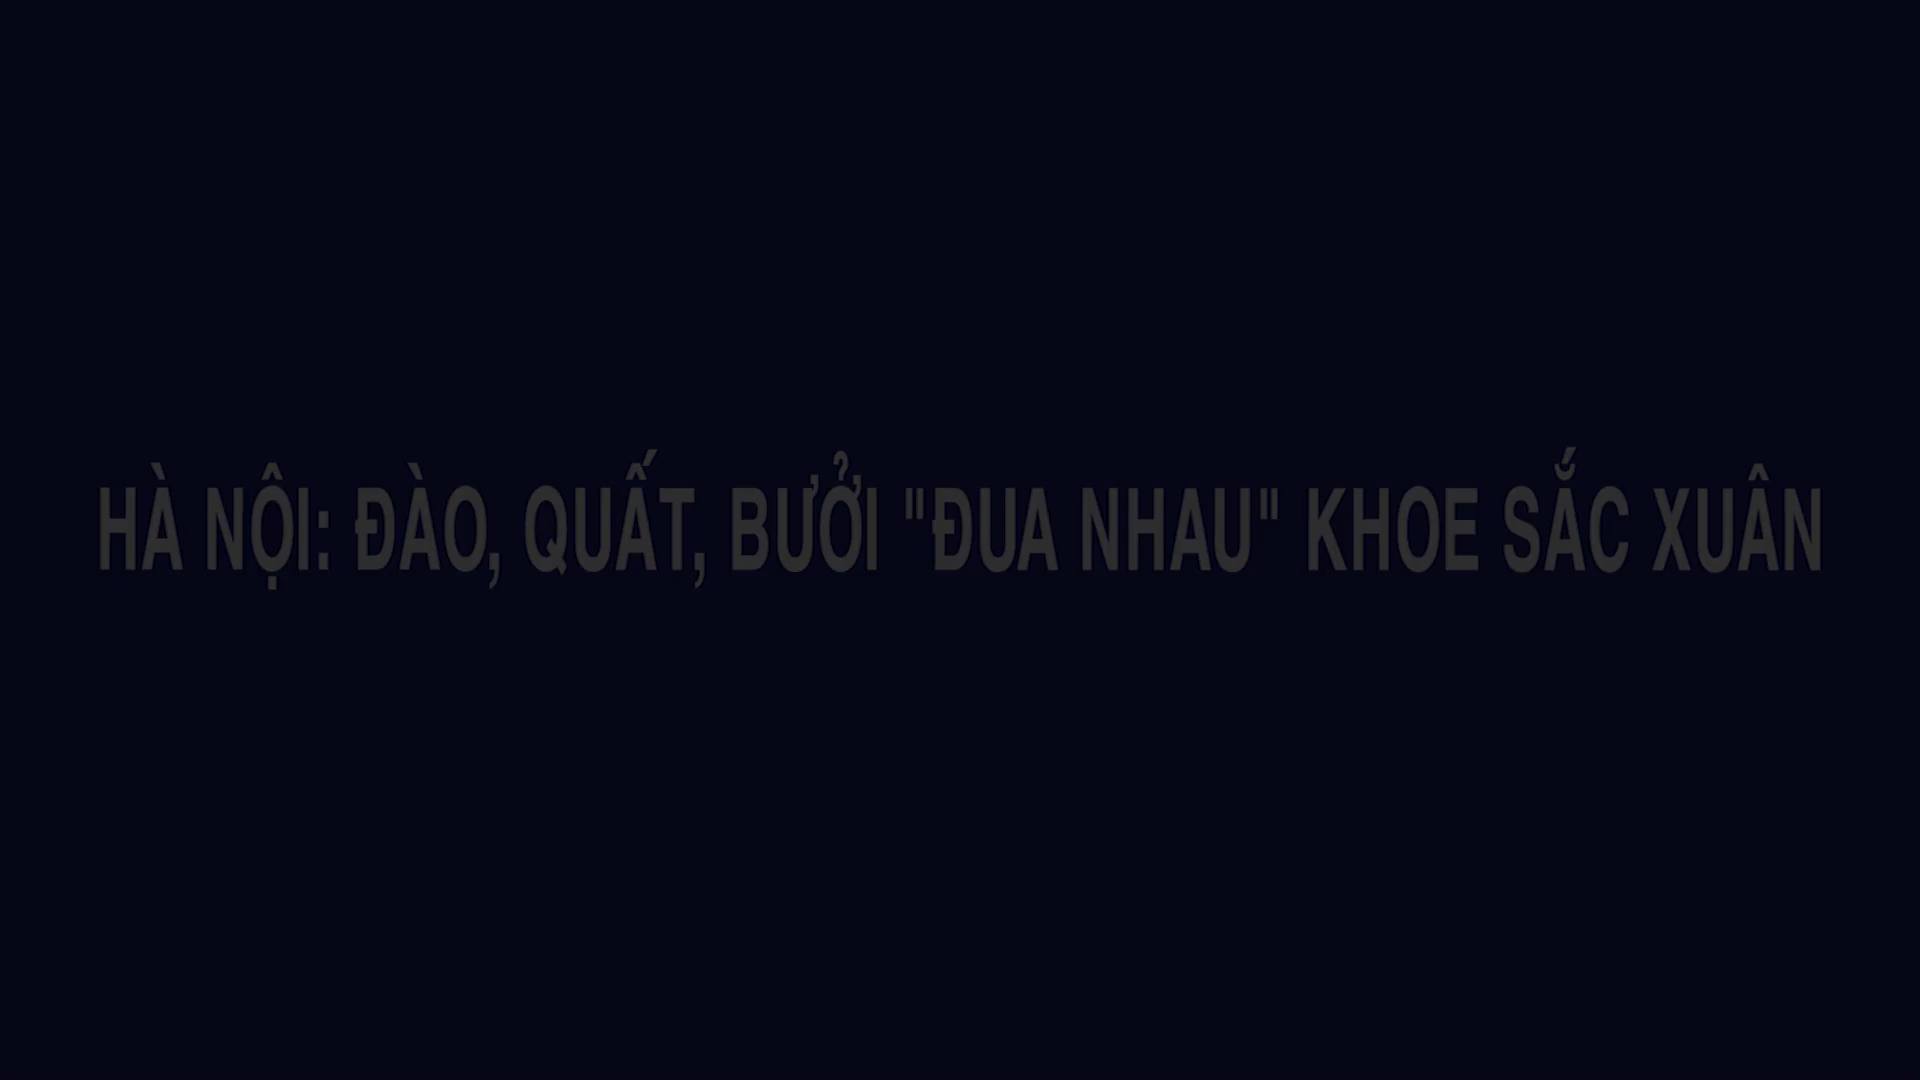 HÀ NỘI: ĐÀO, QUẤT, BƯỞI "ĐUA NHAU" KHOE SẮC XUÂN